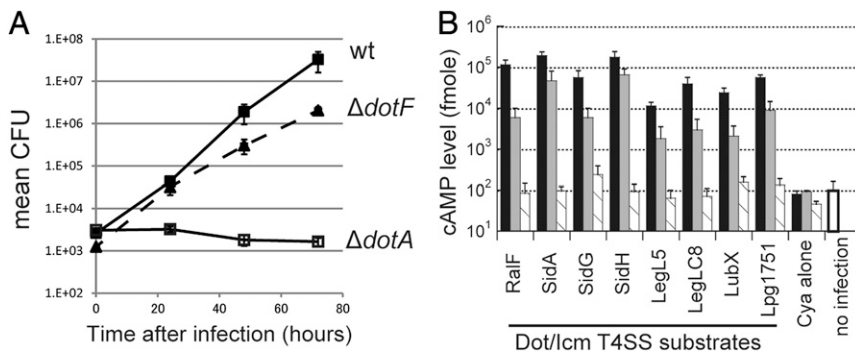 A
mean CFU
1.E+08
1.E+07
1.E+06
1.E+05
1.E+04
1.E+03
1.E+02
0 20 40 60 80
Time after infection (hours)
wt
ΔdotF
ΔdotA
B
cAMP level (fmole)
10⁶
10⁵
10⁴
10³
10²
10¹
RalF
SidA
SidG
SidH
LegL5
LegLC8
LubX
Lpg1751
Cya alone
no infection
Dot/Icm T4SS substrates